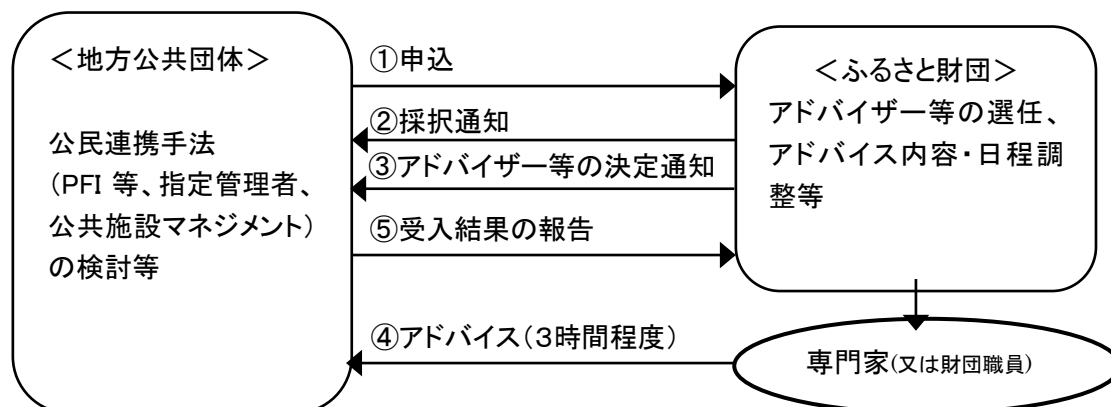 <地方公共団体>
公民連携手法
(PFI 等、指定管理者、
公共施設マネジメント)
の検討等
①申込
②採択通知
③アドバイザー等の決定通知
⑤受入結果の報告
④アドバイス(3時間程度)
<ふるさと財団>
アドバイザー等の選任、
アドバイス内容・日程調
整等
専門家(又は財団職員)